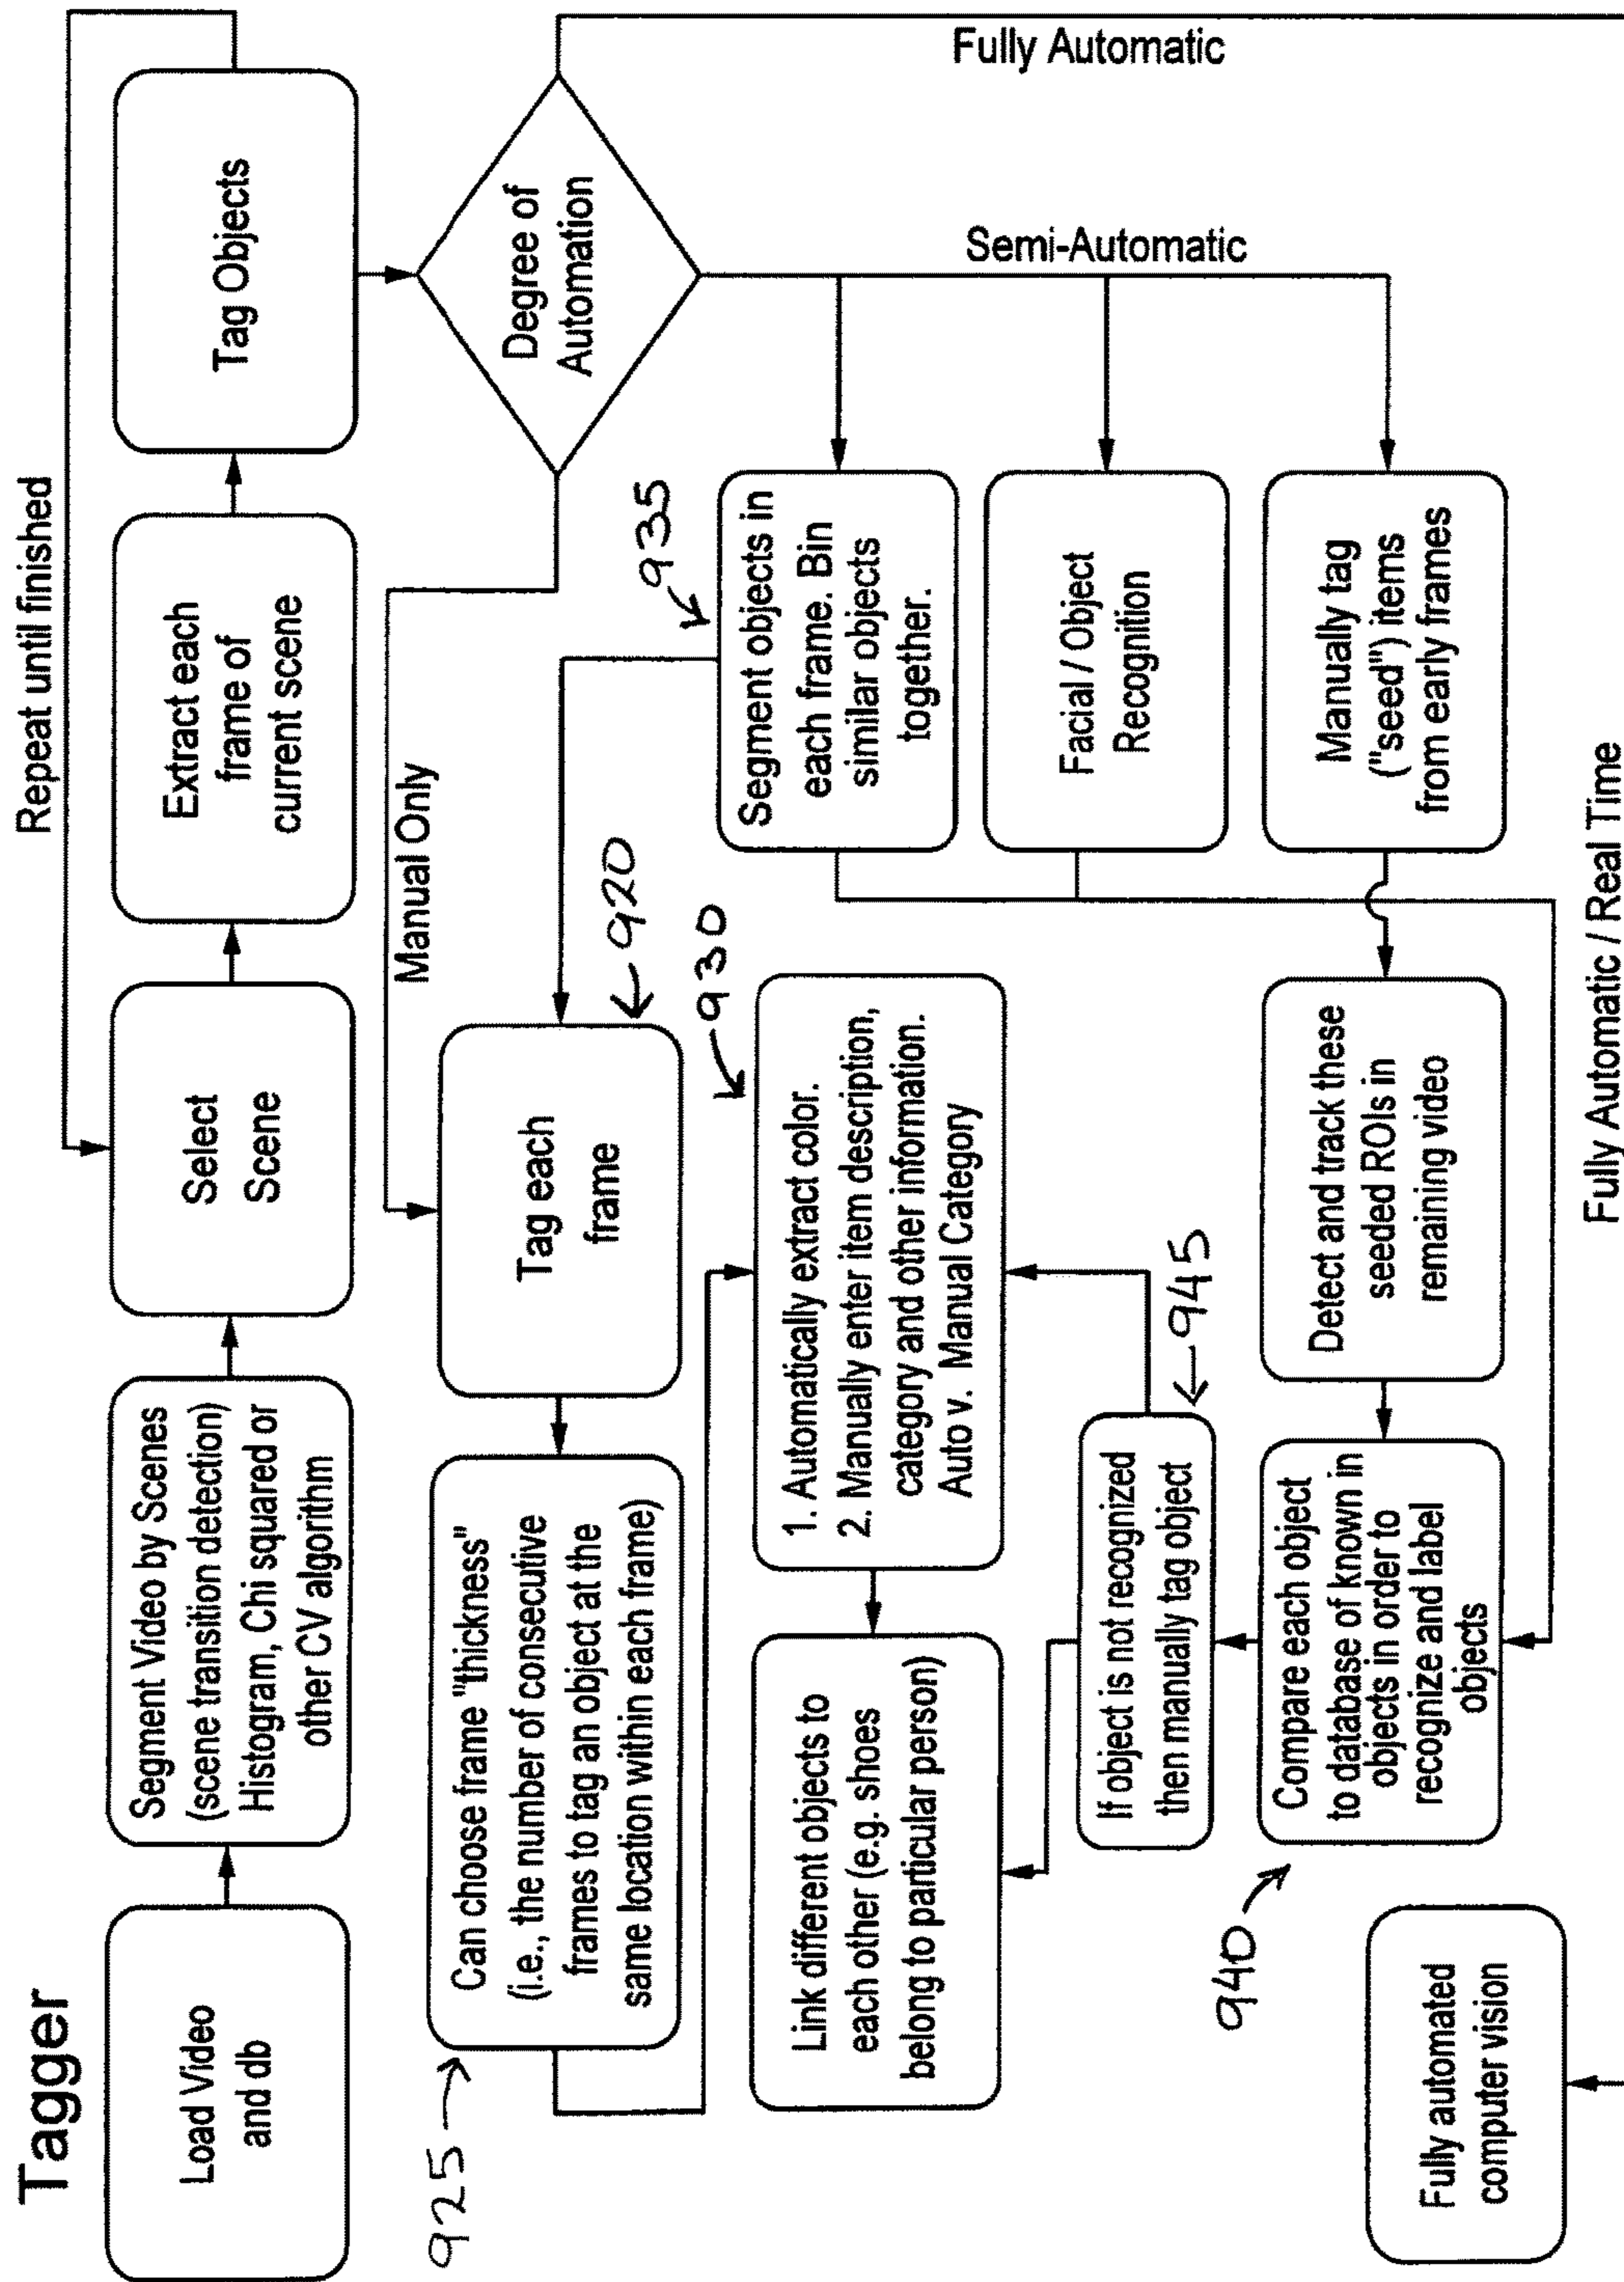 Tagger
Repeat until finished
Load Video
and db
Segment Video by Scenes
(scene transition detection)
Histogram, Chi squared or
other CV algorithm
Select
Scene
Extract each
frame of
current scene
Tag Objects
Manual Only
Degree of
Automation
Fully Automatic
Semi-Automatic
925
Can choose frame "thickness"
(i.e., the number of consecutive
frames to tag an object at the
same location within each frame)
Tag each
frame
920
935
Segment objects in
each frame. Bin
similar objects
together.
Link different objects to
each other (e.g. shoes
belong to particular person)
930
1. Automatically extract color.
2. Manually enter item description,
category and other information.
Auto v. Manual Category
Facial / Object
Recognition
If object is not recognized
then manually tag object
945
Manually tag
("seed") items
from early frames
940
Compare each object
to database of known in
objects in order to
recognize and label
objects
Detect and track these
seeded ROIs in
remaining video
Fully automated
computer vision
Fully Automatic / Real Time